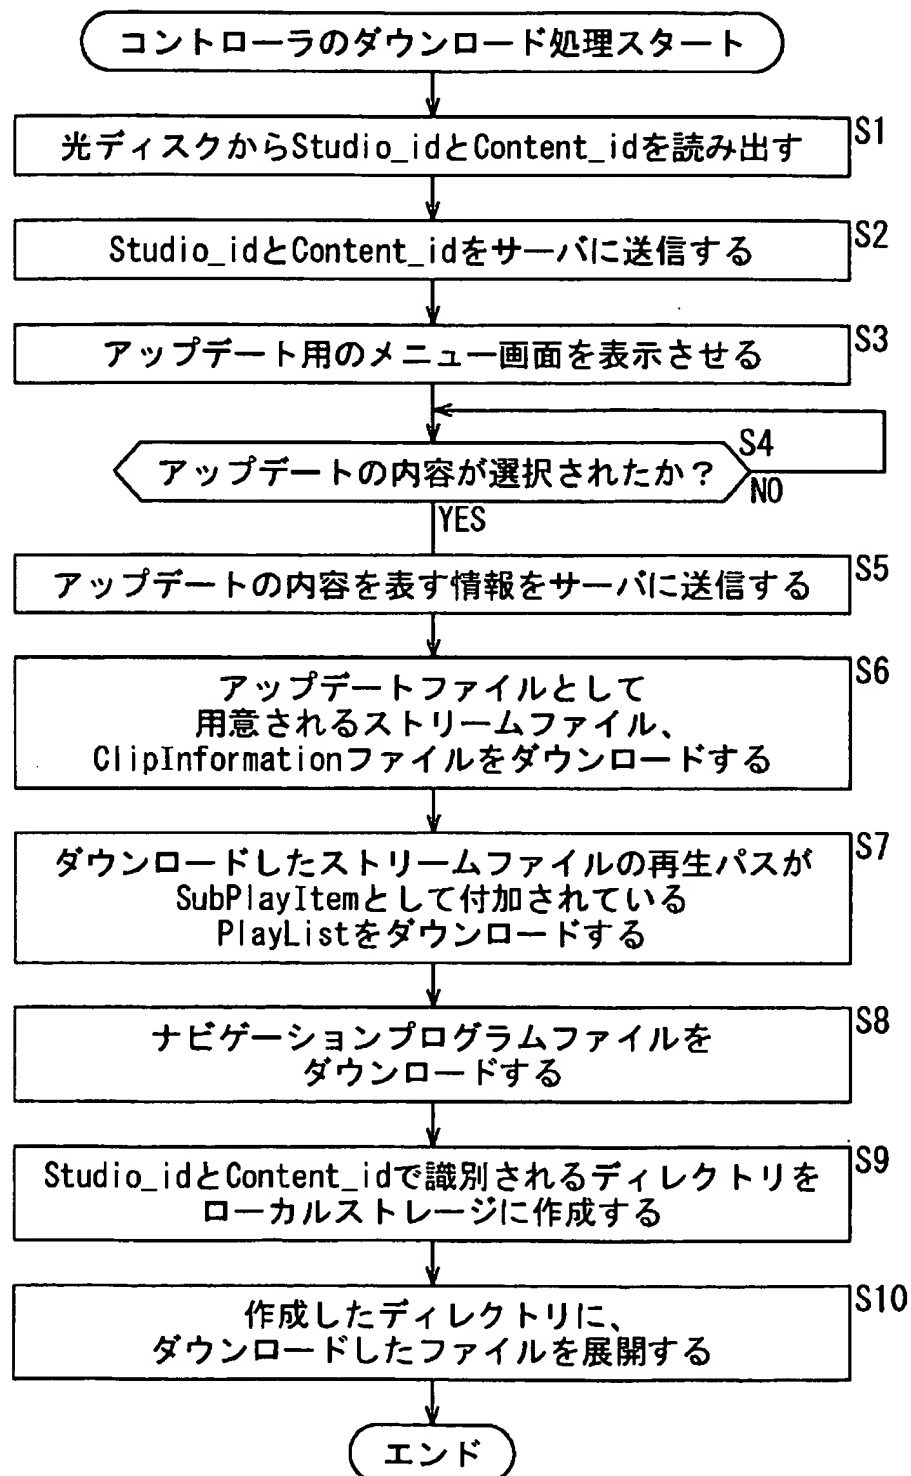 コントローラのダウンロード処理スタート
光ディスクからStudio_idとContent_idを読み出す
S1
Studio_idとContent_idをサーバに送信する
S2
アップデート用のメニュー画面を表示させる
S3
S4
アップデートの内容が選択されたか？
NO
YES
アップデートの内容を表す情報をサーバに送信する
S5
アップデートファイルとして
用意されるストリームファイル、
ClipInformationファイルをダウンロードする
S6
ダウンロードしたストリームファイルの再生パスが
SubPlayItemとして付加されている
PlayListをダウンロードする
S7
ナビゲーションプログラムファイルを
ダウンロードする
S8
Studio_idとContent_idで識別されるディレクトリを
ローカルストレージに作成する
S9
作成したディレクトリに、
ダウンロードしたファイルを展開する
S10
エンド